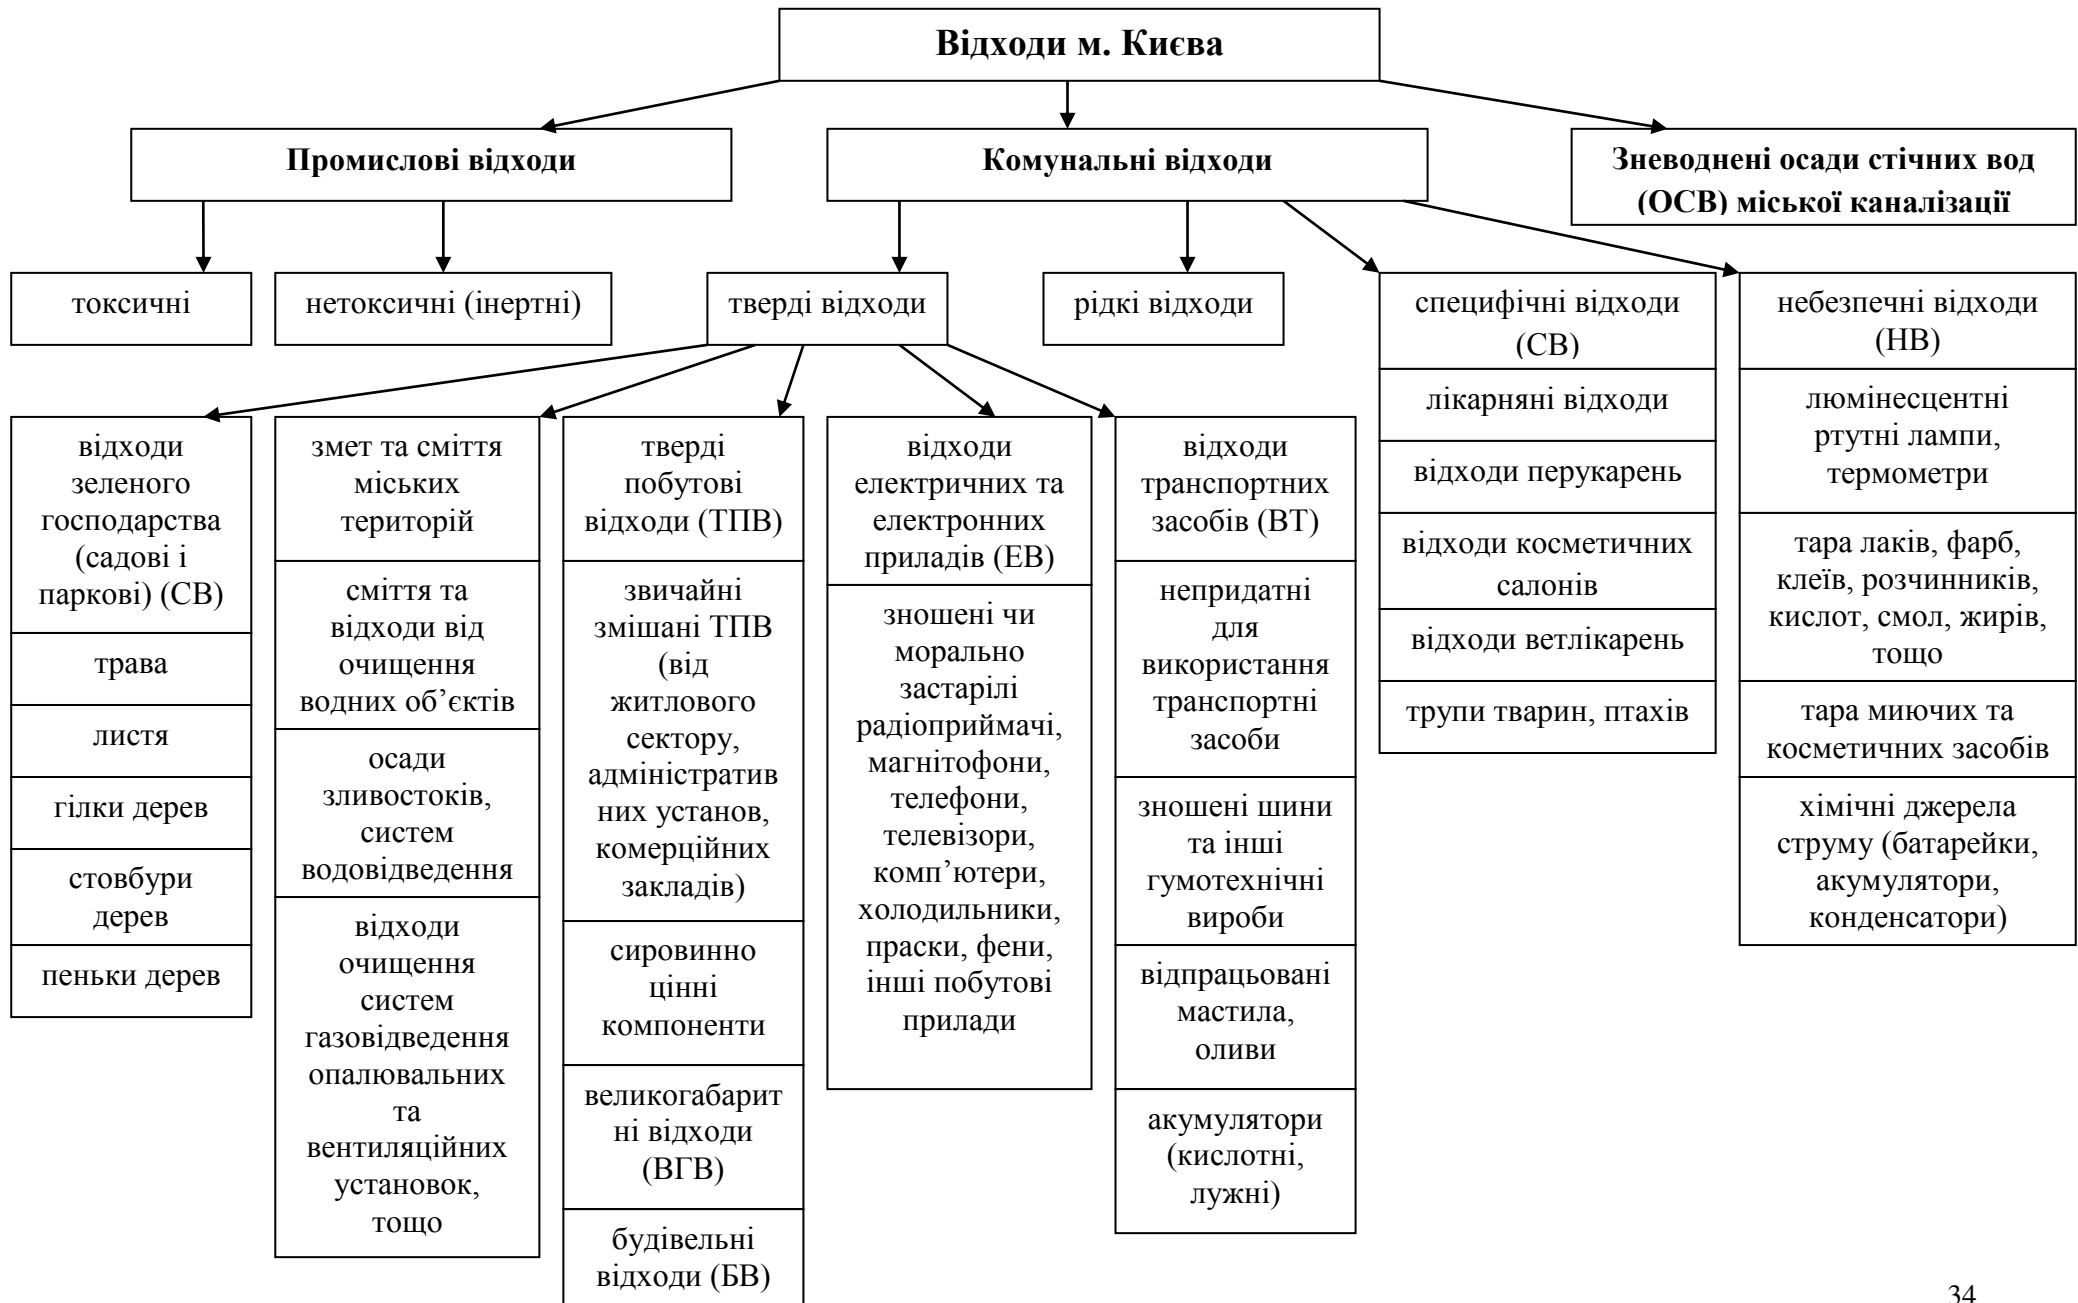 Відходи м. Києва
Промислові відходи
Комунальні відходи
Зневоднені осади стічних вод
(ОСВ) міської каналізації
токсичні
нетоксичні (інертні)
тверді відходи
рідкі відходи
специфічні відходи
(СВ)
лікарняні відходи
відходи перукарень
відходи косметичних
салонів
відходи ветлікарень
трупи тварин, птахів
небезпечні відходи
(НВ)
люмінесцентні
ртутні лампи,
термометри
тара лаків, фарб,
клеїв, розчинників,
кислот, смол, жирів,
тощо
тара миючих та
косметичних засобів
хімічні джерела
струму (батарейки,
акумулятори,
конденсатори)
відходи
зеленого
господарства
(садові і
паркові) (СВ)
трава
листя
гілки дерев
стовбури
дерев
пеньки дерев
змет та сміття
міських
територій
сміття та
відходи від
очищення
водних об’єктів
осади
зливостоків,
систем
водовідведення
відходи
очищення
систем
газовідведення
опалювальних
та
вентиляційних
установок,
тощо
тверді
побутові
відходи (ТПВ)
звичайні
змішані ТПВ
(від
житлового
сектору,
адміністратив
них установ,
комерційних
закладів)
сировинно
цінні
компоненти
великогабарит
ні відходи
(ВГВ)
будівельні
відходи (БВ)
відходи
електричних та
електронних
приладів (ЕВ)
зношені чи
морально
застарілі
радіоприймачі,
магнітофони,
телефони,
телевізори,
комп’ютери,
холодильники,
праски, фени,
інші побутові
прилади
відходи
транспортних
засобів (ВТ)
непридатні
для
використання
транспортні
засоби
зношені шини
та інші
гумотехнічні
вироби
відпрацьовані
мастила,
оливи
акумулятори
(кислотні,
лужні)
34